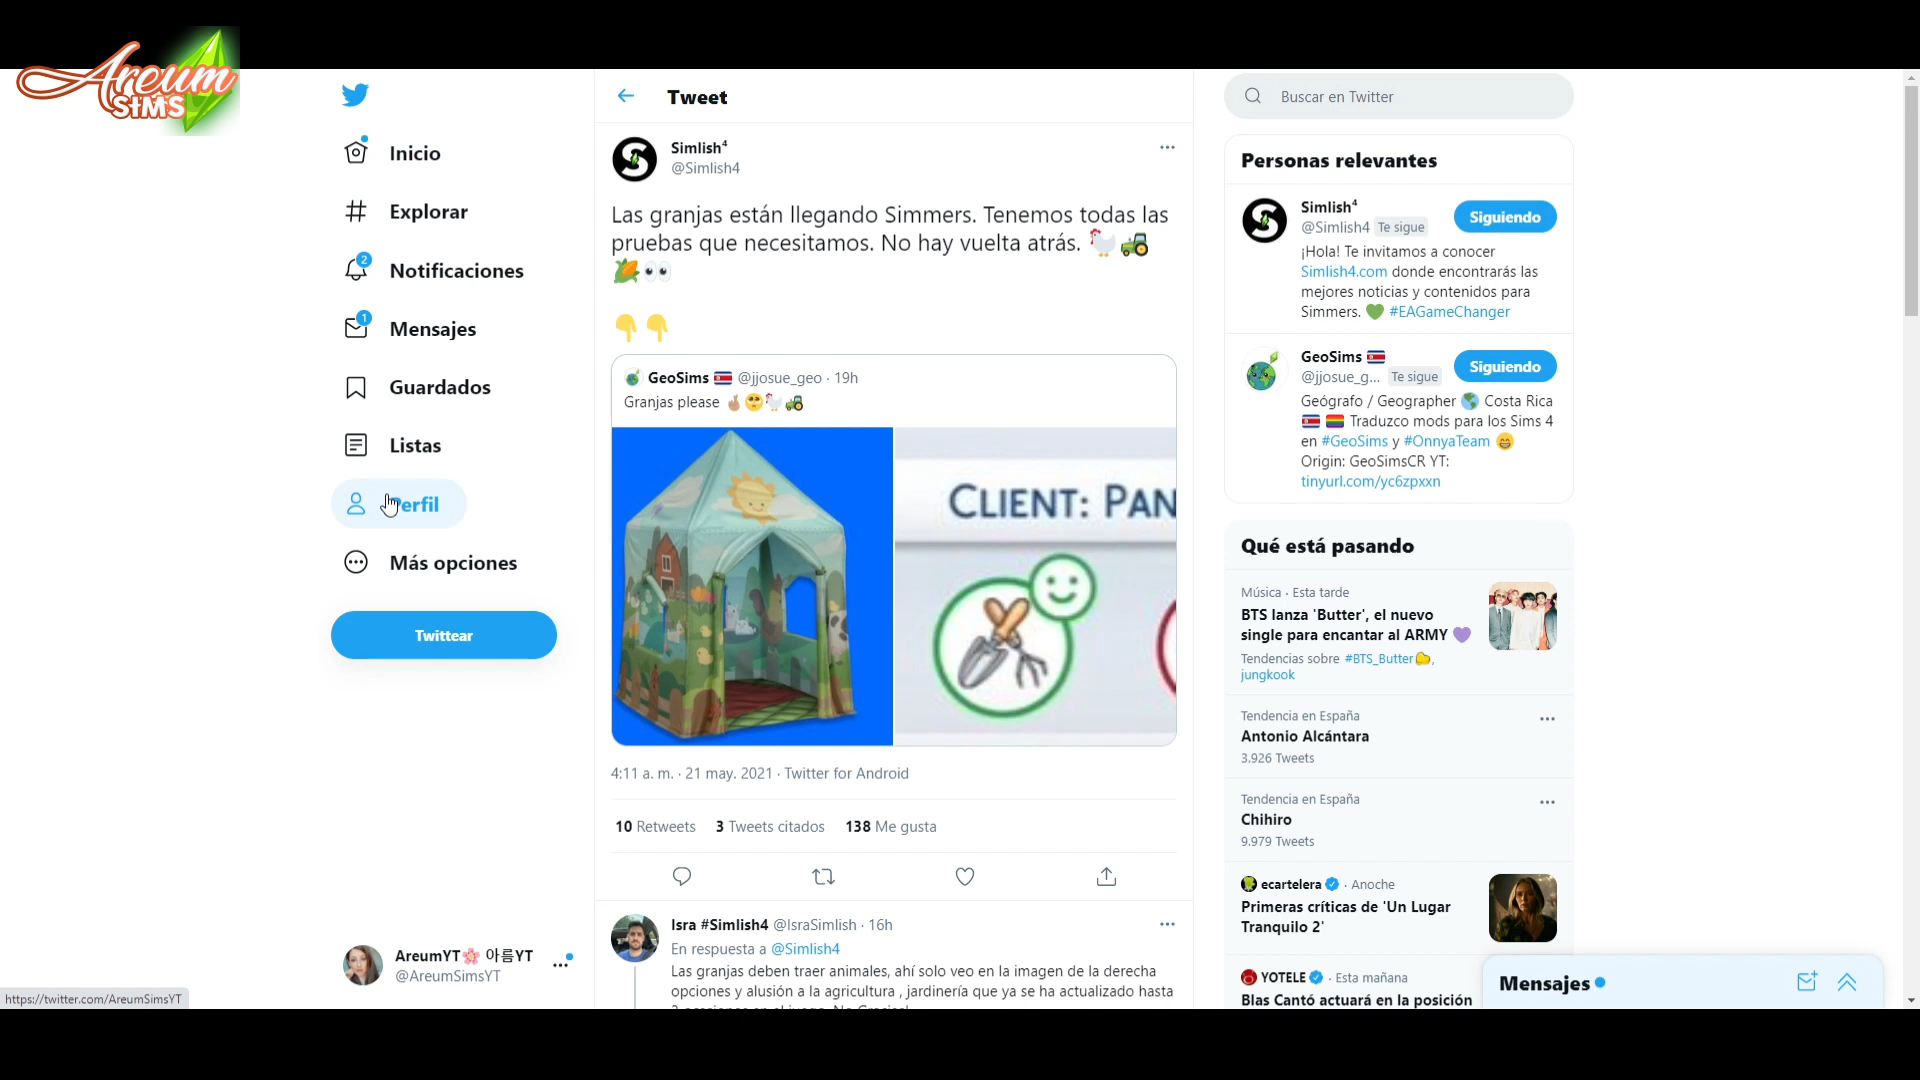 Areum
SIMS
Inicio
Explorar
2
Notificaciones
1
Mensajes
Guardados
Listas
Perfil
Más opciones
Twittear
AreumYT🌸 아름YT
@AreumSimsYT
https://twitter.com/AreumSimsYT
Tweet
Simlish⁴
@Simlish4
Las granjas están llegando Simmers. Tenemos todas las
pruebas que necesitamos. No hay vuelta atrás. 🐓🚜
🌽👀
👇👇
GeoSims 🇨🇷 @jjosue_geo · 19h
Granjas please 🤞🏽🥺🐓🚜
CLIENT: PAN
4:11 a. m. · 21 may. 2021 · Twitter for Android
10 Retweets 3 Tweets citados 138 Me gusta
Isra #Simlish4 @IsraSimlish · 16h
En respuesta a @Simlish4
Las granjas deben traer animales, ahí solo veo en la imagen de la derecha
opciones y alusión a la agricultura , jardinería que ya se ha actualizado hasta
Buscar en Twitter
Personas relevantes
Simlish⁴
Siguiendo
@Simlish4 Te sigue
¡Hola! Te invitamos a conocer
Simlish4.com donde encontrarás las
mejores noticias y contenidos para
Simmers. 💚 #EAGameChanger
GeoSims 🇨🇷
Siguiendo
@jjosue_g... Te sigue
Geógrafo / Geographer 🌎 Costa Rica
🇨🇷 🏳️‍🌈 Traduzco mods para los Sims 4
en #GeoSims y #OnnyaTeam 😁
Origin: GeoSimsCR YT:
tinyurl.com/yc6zpxxn
Qué está pasando
Música · Esta tarde
BTS lanza 'Butter', el nuevo
single para encantar al ARMY 💜
Tendencias sobre #BTS_Butter,
jungkook
Tendencia en España
Antonio Alcántara
3.926 Tweets
Tendencia en España
Chihiro
9.979 Tweets
ecartelera · Anoche
Primeras críticas de 'Un Lugar
Tranquilo 2'
YOTELE · Esta mañana
Blas Cantó actuará en la posición
Mensajes